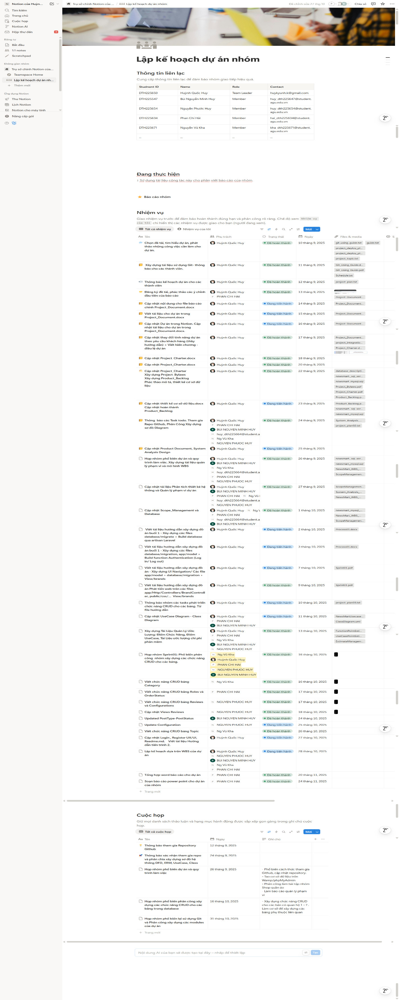 N Notion của Huỳn...
Tìm kiếm
Trang chủ
Cuộc họp
Notion AI
Hộp thư đến
Riêng tư
Bắt đầu
1:1 notes
Scratchpad
Không gian nhóm
Trụ sở chính Notion của...
Teamspace Home
Lập kế hoạch dự án nh...
Thêm mới
Ứng dụng Notion
Thư Notion
Lịch Notion
Notion cho máy tính
Nâng cấp gói
Trụ sở chính Notion của ... / Lập kế hoạch dự án nhóm
Đã chỉnh sửa 27 thg 10
Chia sẻ
Lập kế hoạch dự án nhóm
Thông tin liên lạc
Cung cấp thông tin liên lạc để đảm bảo nhóm giao tiếp hiệu quả.
Studnent ID Name Role Contact
DTH225650 Huỳnh Quốc Huy Team Leader huykyunh.k@gmail.com
DTH225547 Bùi Nguyễn Minh Huy Member huy_dth225647@student.
agu.edu.vn
DTH225654 Nguyễn Phước Huy Member huy_dth225654@student.
agu.edu.vn
DTH225634 Phan Chí Hải Member hai_dth225634@student.
agu.edu.vn
DTH225671 Nguyễn Vũ Kha Member kha_dth225671@student.
agu.edu.vn
... ... ... ...
Đang thực hiện
↓ Sử dụng tài liệu cộng tác này cho phần viết báo cáo của nhóm.
Báo cáo nhóm
Nhiệm vụ
Giao nhiệm vụ trước để đảm bảo hoàn thành đúng hạn và phân công rõ ràng. Chế độ xem Nhiệm vụ
của tôi chỉ hiển thị các nhiệm vụ được giao cho bạn (người đang xem).
Tất cả nhiệm vụ Nhiệm vụ của tôi Mới
Aa Tên Phụ trách Trạng thái Ngày Files & media S
Chọn đề tài, tìm hiểu dự án, phát Huỳnh Quốc Huy Đã hoàn thành 10 tháng 9, 2025 git_using_guide.txt guide.txt
thảo những công việc cần làm cho project_deploy_pl...
dự án. project_deploy_pl...
project_topic.txt
Xây dựng tài liệu sử dụng Git- thông Huỳnh Quốc Huy Đã hoàn thành 11 tháng 9, 2025 Git_Using_Guide.d...
báo cho các thành viên. Git_Using_Guide.pdf
Schedule.txt
Thông báo kế hoạch dự án cho các Huỳnh Quốc Huy Đã hoàn thành 12 tháng 9, 2025 project_plan.txt
thành viên
Đăng ký đề tài, phác thảo các ý chính Huỳnh Quốc Huy Đã hoàn thành 13 tháng 9, 2025
đầu tiên của báo cáo P PHAN CHI HAI Project_Document...
Cập nhật nội dung cho file báo cáo Huỳnh Quốc Huy Đang tiến hành 14 tháng 9, 2025 Project_Document...
chính Project_Document.docx
Viết tài liệu cho dự án trong Huỳnh Quốc Huy Đang tiến hành 15 tháng 9, 2025 Project_Document...
Project_Document.docx
Cập nhật Dự án trong Notion. Cập Huỳnh Quốc Huy Đang tiến hành 16 tháng 9, 2025 Project_Document...
nhật tài liệu cho dự án trong
Project_Document.docx.
Cập nhật thay đổi tính năng dự án Huỳnh Quốc Huy Đã hoàn thành 17 tháng 9, 2025 Project_Document...
theo yêu cầu khách hàng (thầy project_integratio...
hướng dẫn) + Viết hiến chương - Project_Charter.d...
điều lệ dự án
Cập nhật Project_Charter.docx Huỳnh Quốc Huy Đã hoàn thành 18 tháng 9, 2025
Cập nhật Project_Charter.docx Huỳnh Quốc Huy Đã hoàn thành 20 tháng 9, 2025
Cập nhật Project_Charter Huỳnh Quốc Huy Đã hoàn thành 22 tháng 9, 2025 database_descripti...
Xây dựng Project_Bylaws newsmart_sql_ser...
Xây dựng Product_Backlog newsmart_mysql.sql
Phác thảo mô tả, thiết kế cơ sở dữ Project_Bylaws.pdf
liệu Project_Charter.pdf
Product_Backlog.p...
Cập nhật thiết kế cơ sở dữ liệu.docx Huỳnh Quốc Huy Đang tiến hành 23 tháng 9, 2025 Product_Backlog.p...
Cập nhật hoàn thành newsmart_sql_ser...
Product_Backlog newsmart_mysql.sql
Thông báo các Task todo. Tham gia Huỳnh Quốc Huy Đã hoàn thành 24 tháng 9, 2025 System_Analysis_...
Repo Github, Phân Công Xây dựng P PHAN CHI HAI project_plan02.txt
sơ đồ Diagram B BUI NGUYEN MINH HUY
H huy_dth225664@student.a
N Ng Vũ Kha
N NGUYEN PHUOC HUY
Cập nhật Product Document, System Huỳnh Quốc Huy Đang tiến hành 25 tháng 9, 2025
Analysis Design
Họp nhóm phổ biến dự án và quy Huỳnh Quốc Huy Đã hoàn thành 26 tháng 9, 2025 newsmart_sql_ser...
trình làm việc. Xây dựng tài liệu quản B BUI NGUYEN MINH HUY newsmart_mysql.sql
lý phạm vi và mô hình WBS N Ng Vũ Kha NewsMart_WBS_...
H huy_dth225664@student.a ScopeManagemen...
P PHAN CHI HAI
N NGUYEN PHUOC HUY
Cập nhật tài liệu Phân tích thiết kế hệ Huỳnh Quốc Huy Đã hoàn thành 27 tháng 9, 2025 ScopeManagemen...
thống và Quản lý phạm vi dự án B BUI NGUYEN MINH HUY System_Analysis_...
P PHAN CHI HAI N Ng Vũ NewsMart_WBS_...
H huy_dth225664@student.a
N NGUYEN PHUOC HUY
Cập nhật Scope_Management và Huỳnh Quốc Huy N Ng V Đã hoàn thành 1 tháng 10, 2025 newsmart_mysql_...
Database P PHAN CHI HAI NewsMart_WBS_...
H huy_dth225664@student.a ScopeManagemen...
B BUI NGUYEN MINH HUY
Viết tài liệu hướng dẫn xây dựng đồ Huỳnh Quốc Huy Đang tiến hành 2 tháng 10, 2025 Process01.docx
án buổi 1 - Xây dựng các files
database/migrate + Build database
qua artisan Laravel
Viết tài liệu hướng dẫn xây dựng đồ Huỳnh Quốc Huy Đang tiến hành 3 tháng 10, 2025 Process01.docx
án buổi 1 - Xây dựng các files
database/migration, app/model +
Build function Authentication (Log
in/ Log out)
Viết tài liệu hướng dẫn xây dựng đồ Huỳnh Quốc Huy Đang tiến hành 7 tháng 10, 2025 Sprint01.pdf
án - Xây dựng UI Navigation/ Các file
app/model + database/migration +
View/brands
Viết tài liệu hướng dẫn xây dựng đồ Huỳnh Quốc Huy Đã hoàn thành 9 tháng 10, 2025 Sprint01.pdf
án Phát tiển web trên các files
app/Http/Controllers/BrandControll
er, public/css/... View/brands
Thông báo nhóm các tasks phát triển Huỳnh Quốc Huy Đang tiến hành 10 tháng 10, 2025 project_plan03.txt
chức năng CRUD cho các bảng. Từ
file hướng dẫn
Cập nhật UseCase Diagram - Class Huỳnh Quốc Huy Đang tiến hành 11 tháng 10, 2025 NewsMartUsecase...
Diagram P PHAN CHI HAI ClassDiagram.uml
B BUI NGUYEN MINH HUY
Xây dựng Tài Liệu Quản Lý Ước Huỳnh Quốc Huy Đã hoàn thành 13 tháng 10, 2025 FunctionPointEsti...
Lượng: Điểm Chức Năng, Điểm P PHAN CHI HAI UseCasePointEsti...
UseCase, Tài Liệu ước lượng chi phí N Ng Vũ Kha EstimateManagem...
phần mềm B BUI NGUYEN MINH HUY
N NGUYEN PHUOC HUY
Họp nhóm Sprint01: Phổ biến phân N Ng Vũ Kha Đã hoàn thành 16 tháng 10, 2025
công nhóm xây dựng các chức năng Huỳnh Quốc Huy
CRUD cho các bảng. P PHAN CHI HAI
N NGUYEN PHUOC HUY
B BUI NGUYEN MINH HUY
Viết chức năng CRUD bảng N Ng Vũ Kha Đã hoàn thành 16 tháng 10, 2025
Category
Viết chức năng CRUD bảng Roles và P PHAN CHI HAI Đã hoàn thành 17 tháng 10, 2025
OrderStatus
Viết chức năng CRUD bảng Reviews N NGUYEN PHUOC HUY Đã hoàn thành 17 tháng 10, 2025
và Configurations
Cập nhật Views Reviews N NGUYEN PHUOC HUY Đã hoàn thành 18 tháng 10, 2025
Updated PostType-PostStatus B BUI NGUYEN MINH HUY Đã hoàn thành 24 tháng 10, 2025
Update Configuration N NGUYEN PHUOC HUY Đang tiến hành 25 tháng 10, 2025
Viết chức năng CRUD bảng Topic N Ng Vũ Kha Đã hoàn thành 26 tháng 10, 2025
Cập nhật Login , Register UX/UI, Huỳnh Quốc Huy Đang tiến hành 27 tháng 10, 2025
Readme.md. Viết tài liệu Hướng
dẫn tiến trình 2.
Lập kế hoạch dựa trên WBS của dự Huỳnh Quốc Huy Đang tiến hành 28 tháng 10, 2025
án N NGUYEN PHUOC HUY
B BUI NGUYEN MINH HUY
N Ng Vũ Kha
P PHAN CHI HAI
Tổng hợp word báo cáo cho dự án P PHAN CHI HAI Đã hoàn thành 20 tháng 11, 2025
Soạn báo cáo power point cho dự án P PHAN CHI HAI Đã hoàn thành 24 tháng 11, 2025
của nhóm
+ Trang mới
Cuộc họp
Giữ mọi danh sách thảo luận và hạng mục hành động được sắp xếp gọn gàng trong ghi chú cuộc
họp.
Tất cả cuộc họp Mới
Aa Tên Ngày Ghi chú
Thông báo tham gia Repository 12 tháng 9, 2025
Github
Thông báo xác nhận tham gia repo 24 tháng 9, 2025
và phân chia xây dựng sơ đồ hệ
thống DFD, ERM, UseCase, Class
Họp nhóm phổ biến dự án và quy 26 tháng 9, 2025 - Phổ biến cách thức tham gia
trình làm việc Github, cập nhật repository.
- Tạo cơ sở dữ liệu trên
Wamp/phpMyAdmin
- Phân công làm bài tập nhóm
Shop quần áo
- Làm báo cáo quản lý phạm
vi
Họp nhóm phổ biến phân công xây 16 tháng 10, 2025 - Xây dựng chức năng CRUD
dựng các chức năng CRUD cho các cho các bản có quan hệ 1 - ? .
bảng trong database Làm cơ sở để xây dựng các
bảng phụ thuộc liên quan
Họp nhóm phổ biến lại sử dụng Git 31 tháng 10, 2025
và Phân công xây dựng các modules
của dự án
+ Trang mới
Nội dung AI của bạn sẽ được tạo tại đây – nhấp để thiết lập
Tạo